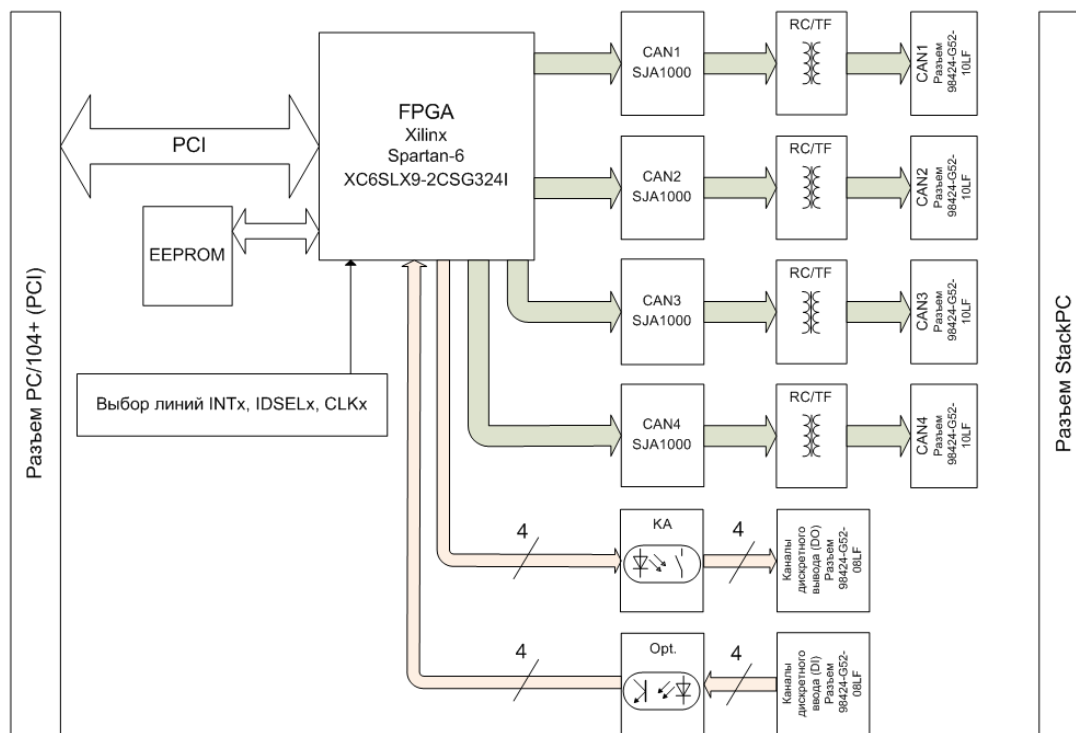 Разъем PC/104+ (PCI)
PCI
EEPROM
Выбор линий INTx, IDSELx, CLKx
FPGA
Xilinx
Spartan-6
XC6SLX9-2CSG324I
CAN1
SJA1000
RC/TF
CAN1
Разъем
98424-G52-
10LF
CAN2
SJA1000
RC/TF
CAN2
Разъем
98424-G52-
10LF
CAN3
SJA1000
RC/TF
CAN3
Разъем
98424-G52-
10LF
CAN4
SJA1000
RC/TF
CAN4
Разъем
98424-G52-
10LF
4
KA
4
Каналы
дискретного
вывода (DO)
Разъем
98424-G52-
08LF
4
Opt.
4
Каналы
дискретного
ввода (DI)
Разъем
98424-G52-
08LF
Разъем StackPC